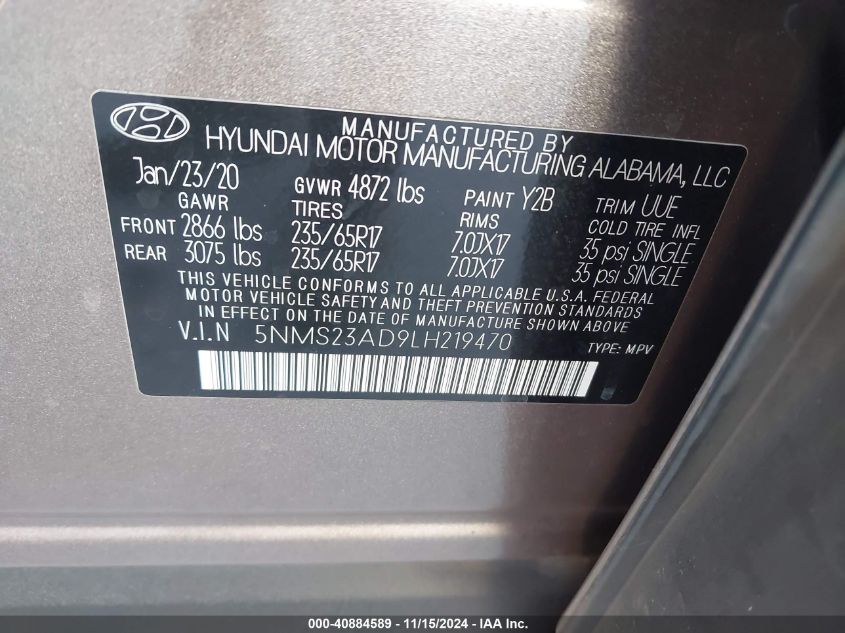 MANUFACTURED BY
HYUNDAI MOTOR MANUFACTURING ALABAMA, LLC
Jan/23/20 GVWR 4872 lbs PAINT Y2B TRIM UUE
GAWR TIRES RIMS COLD TIRE INFL
FRONT 2866 lbs 235/65R17 7.0JX17 35 psi SINGLE
REAR 3075 lbs 235/65R17 7.0JX17 35 psi SINGLE
THIS VEHICLE CONFORMS TO ALL APPLICABLE U.S.A. FEDERAL
MOTOR VEHICLE SAFETY AND THEFT PREVENTION STANDARDS
IN EFFECT ON THE DATE OF MANUFACTURE SHOWN ABOVE
V.I.N 5NMS23AD9LH219470 TYPE: MPV
000-40884589 - 11/15/2024 - IAAI, Inc.